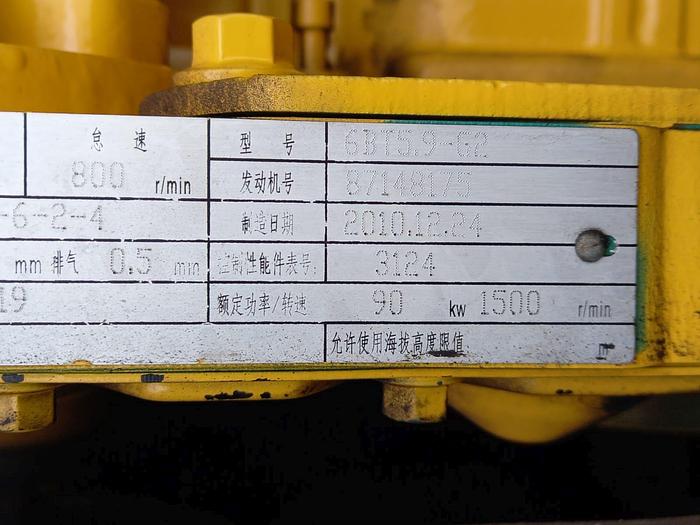 怠速
800 r/min
型号 6BT5.9-G2
发动机号 87148175
-6-2-4
制造日期 2010.12.24
mm 排气 0.5 mm
控制性能件表号: 3124
19
额定功率/转速 90 kw 1500 r/min
允许使用海拔高度限值 m